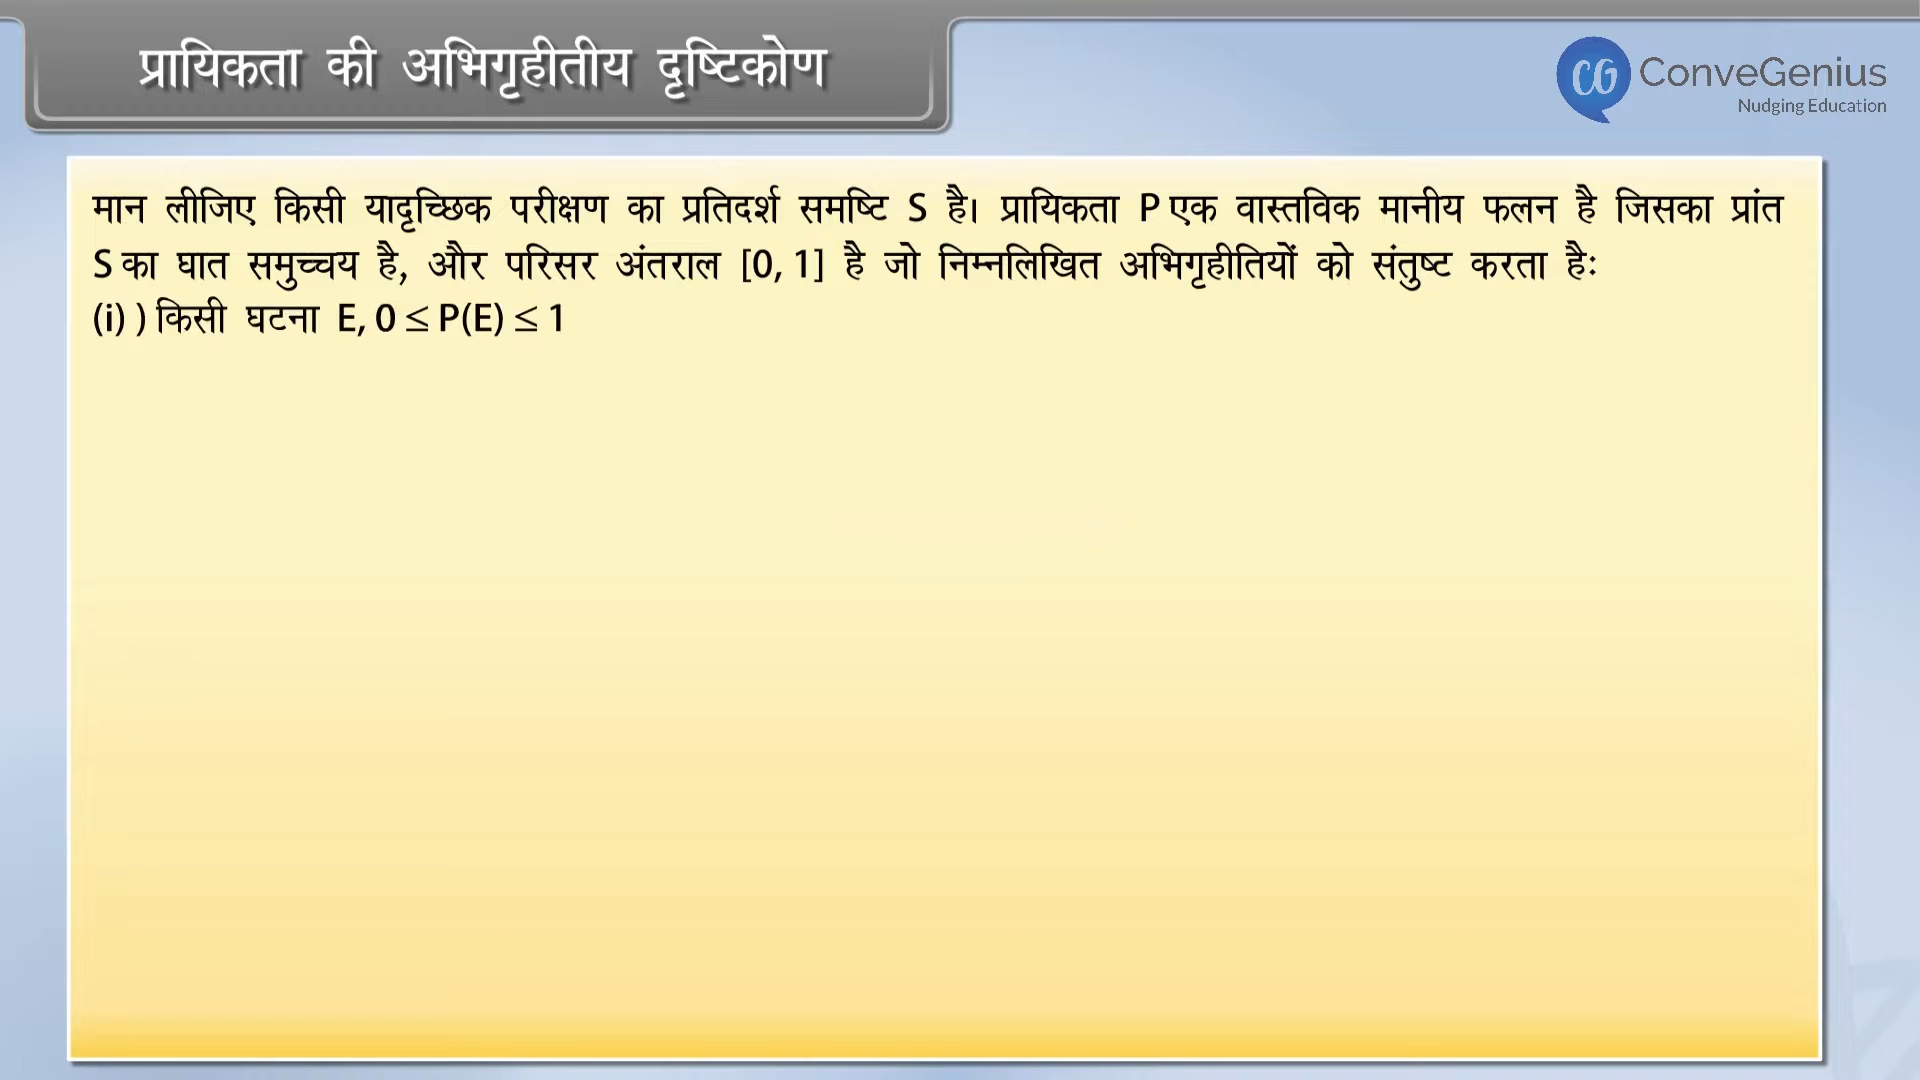 प्रायिकता की अभिगृहीतीय दृष्टिकोण
CG ConveGenius
Nudging Education
मान लीजिए किसी यादृच्छिक परीक्षण का प्रतिदर्श समष्टि S है। प्रायिकता P एक वास्तविक मानीय फलन है जिसका प्रांत
S का घात समुच्चय है, और परिसर अंतराल [0, 1] है जो निम्नलिखित अभिगृहीतियों को संतुष्ट करता हैः
(i) ) किसी घटना E, 0 ≤ P(E) ≤ 1